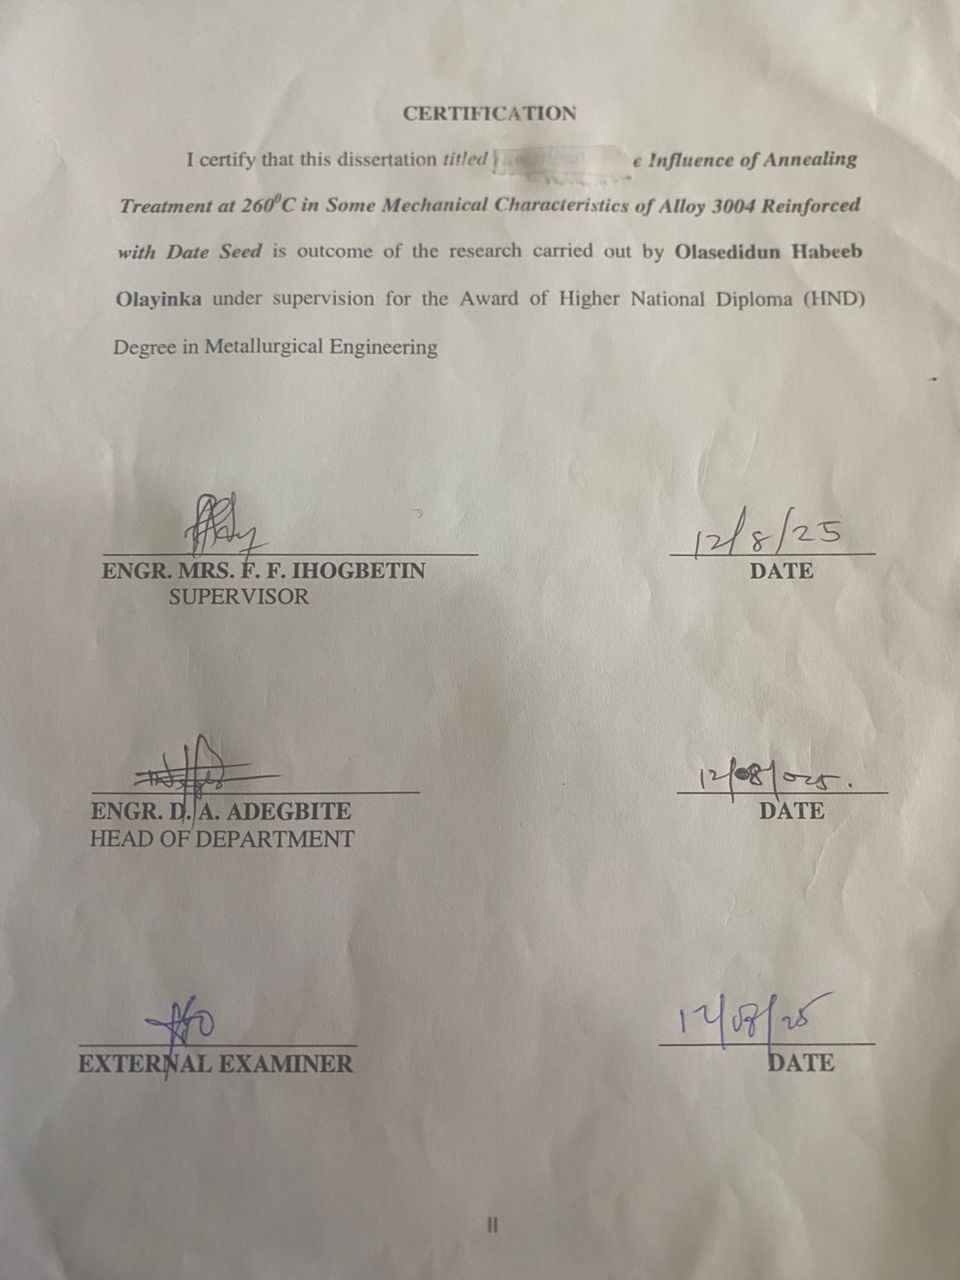 CERTIFICATION
I certify that this dissertation titled Influence of Annealing
Treatment at 260⁰C in Some Mechanical Characteristics of Alloy 3004 Reinforced
with Date Seed is outcome of the research carried out by Olasedidun Habeeb
Olayinka under supervision for the Award of Higher National Diploma (HND)
Degree in Metallurgical Engineering
12/8/25
ENGR. MRS. F. F. IHOGBETIN DATE
SUPERVISOR
12/08/025.
ENGR. D. A. ADEGBITE DATE
HEAD OF DEPARTMENT
12/08/25
EXTERNAL EXAMINER DATE
II